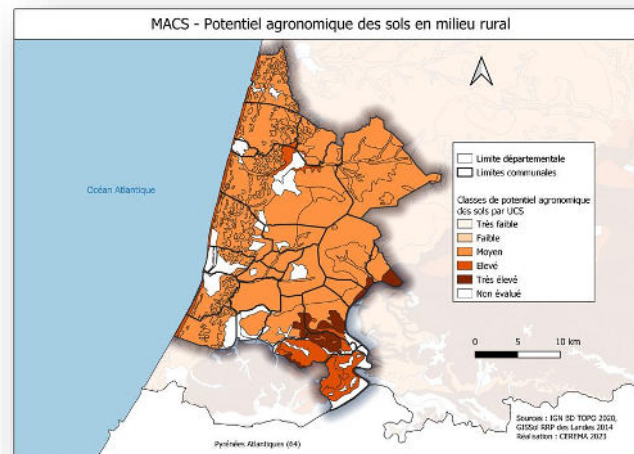 MACS - Potentiel agronomique des sols en milieu rural
Océan Atlantique
Limite départementale
Limites communales
Classes de potentiel agronomique
des sols par UCS
Très faible
Faible
Moyen
Elevé
Très élevé
Non évalué
0 5 10 km
Sources : IGN BD TOPO 2020,
GISSol RRP des Landes 2014
Réalisation : CEREMA 2023
Pyrénées Atlantiques (64)